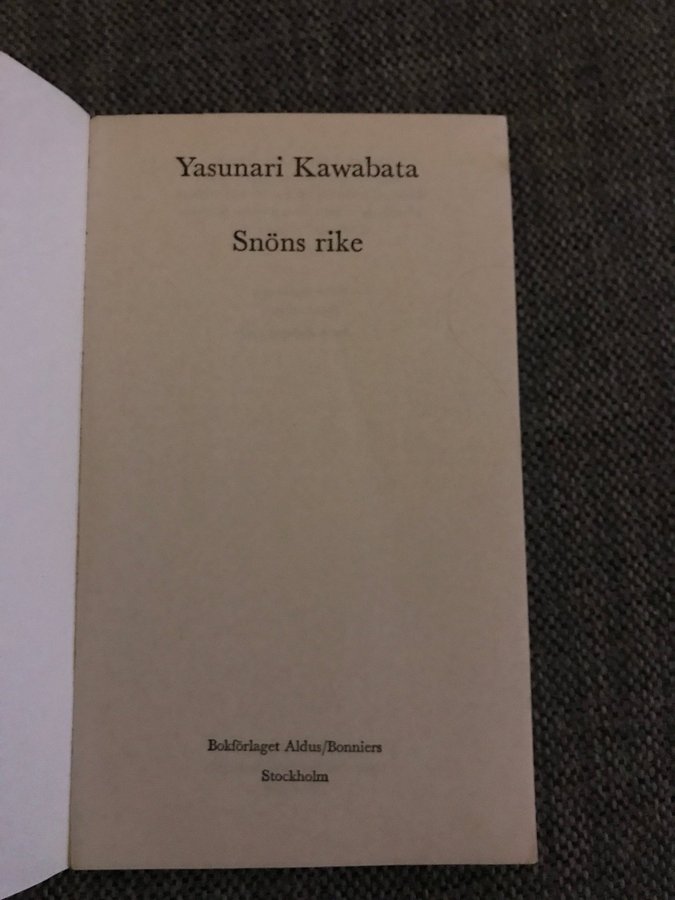 Yasunari Kawabata
Snöns rike
Bokförlaget Aldus/Bonniers
Stockholm